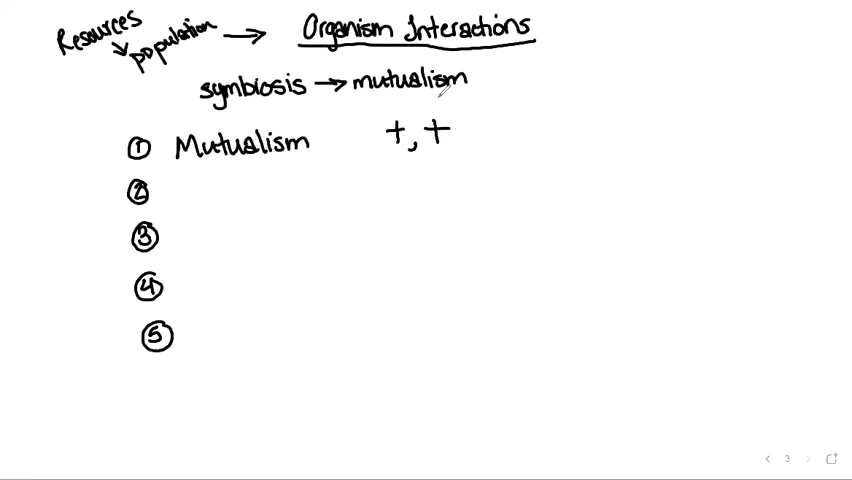 Resources → population → Organism Interactions
symbiosis → mutualism
① Mutualism +, +
②
③
④
⑤
3